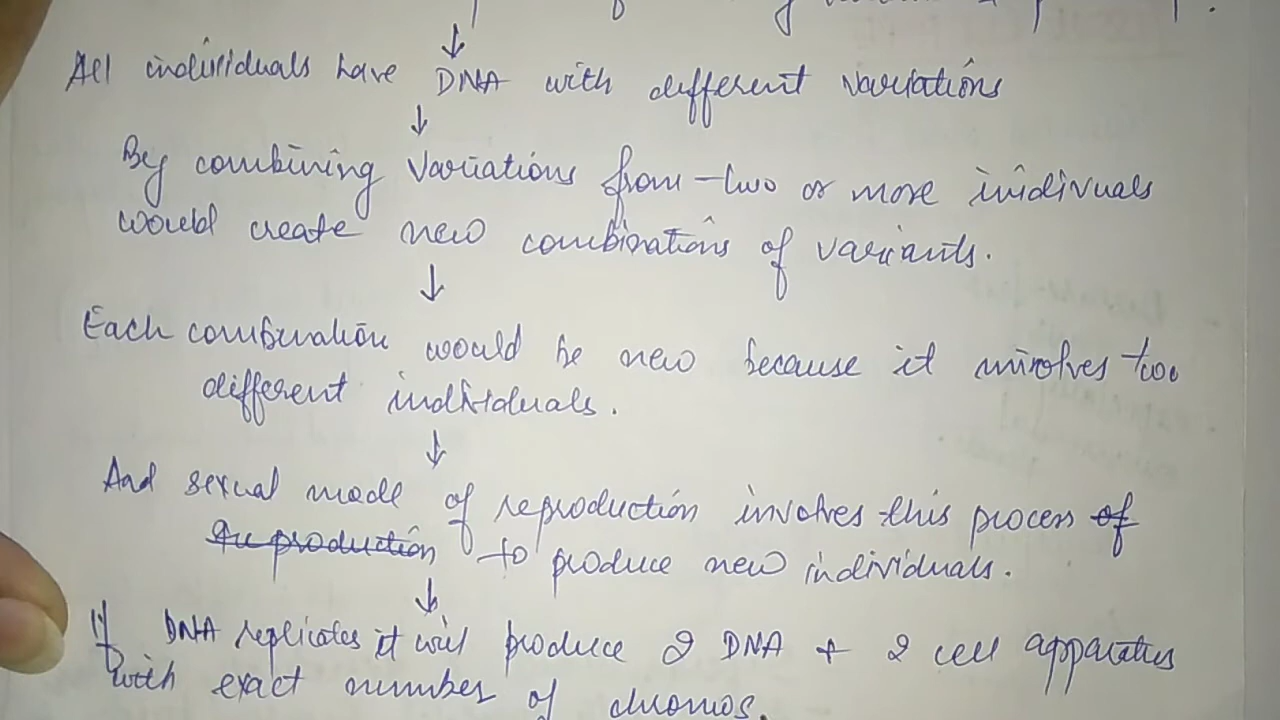 ↓
All individuals have DNA with different variations
↓
By combining variations from two or more inidivuals
would create new combinations of variants.
↓
Each combination would be new because it involves two
different individuals.
↓
And sexual mode of reproduction involves this process of
production to produce new individuals.
↓
If DNA replicates it will produce 2 DNA + 2 cell apparatus
with exact number of chromos.